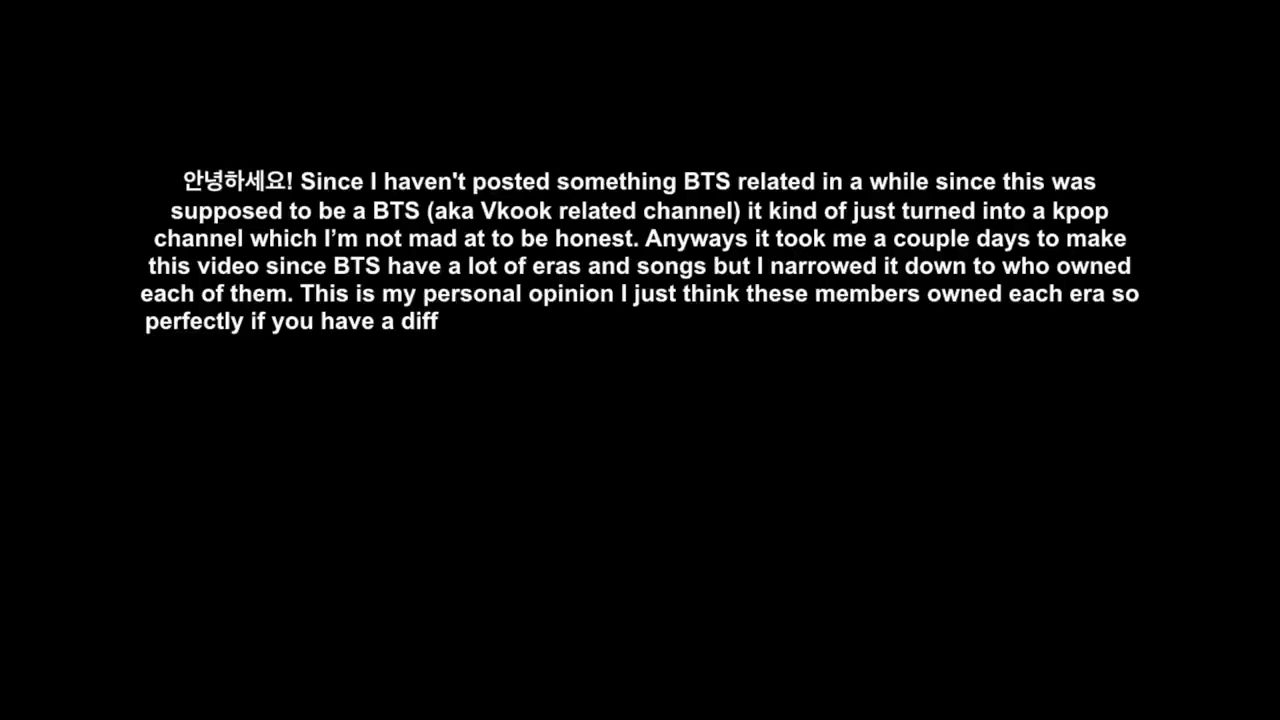 안녕하세요! Since I haven't posted something BTS related in a while since this was
supposed to be a BTS (aka Vkook related channel) it kind of just turned into a kpop
channel which I’m not mad at to be honest. Anyways it took me a couple days to make
this video since BTS have a lot of eras and songs but I narrowed it down to who owned
each of them. This is my personal opinion I just think these members owned each era so
perfectly if you have a diff